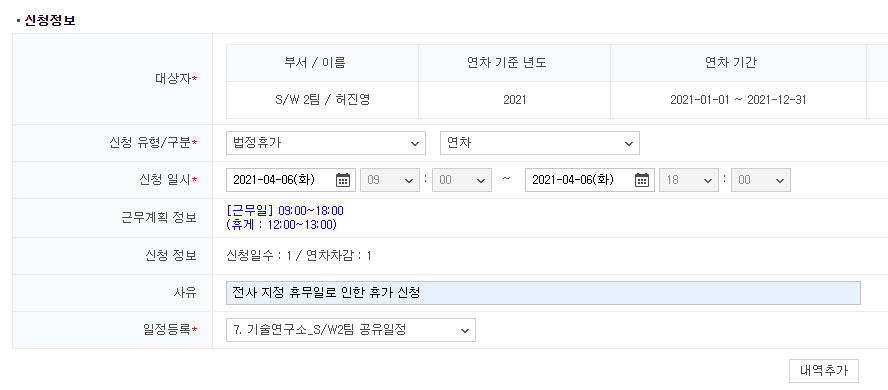 신청정보
대상자*
부서 / 이름 연차 기준 년도 연차 기간
S/W 2팀 / 허진영 2021 2021-01-01 ~ 2021-12-31
신청 유형/구분* 법정휴가 연차
신청 일시* 2021-04-06(화) 09 : 00 ~ 2021-04-06(화) 18 : 00
근무계획 정보 [근무일] 09:00~18:00
(휴게 : 12:00~13:00)
신청 정보 신청일수 : 1 / 연차차감 : 1
사유 전사 지정 휴무일로 인한 휴가 신청
일정등록* 7. 기술연구소_S/W2팀 공유일정
내역추가